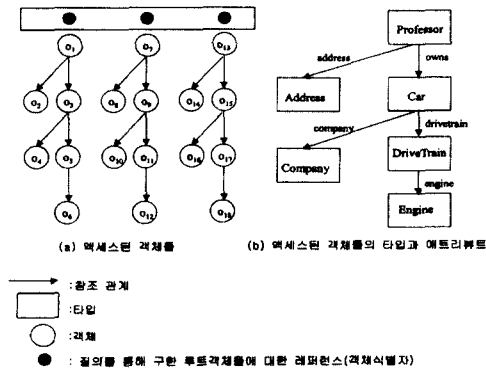 Professor
address
owns
Address
Car
company
drivetrain
Company
DriveTrain
engine
Engine
O1 O7 O13
O2 O3 O8 O9 O14 O15
O4 O5 O10 O11 O16 O17
O6 O12 O18
(a) 액세스된 객체들
(b) 액세스된 객체들의 타입과 애트리뷰트
:참조 관계
:타입
:객체
: 질의를 통해 구한 루트객체들에 대한 레퍼런스(객체식별자)